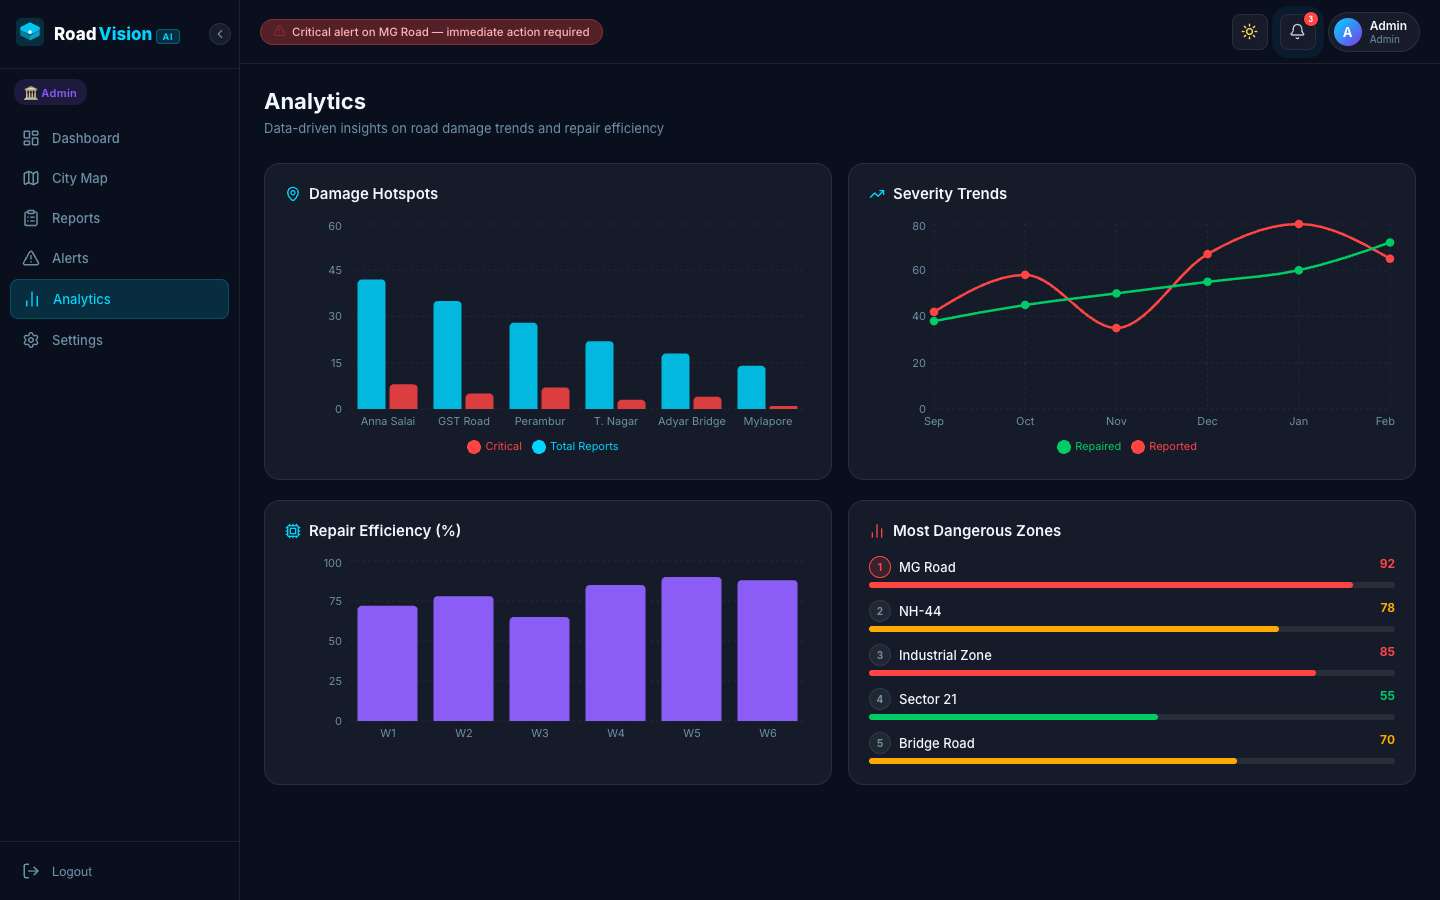 RoadVision AI
Admin
Dashboard
City Map
Reports
Alerts
Analytics
Settings
Logout
Critical alert on MG Road — immediate action required
3
A
Admin
Admin
Analytics
Data-driven insights on road damage trends and repair efficiency
Damage Hotspots
60
45
30
15
0
Anna Salai GST Road Perambur T. Nagar Adyar Bridge Mylapore
Critical Total Reports
Severity Trends
80
60
40
20
0
Sep Oct Nov Dec Jan Feb
Repaired Reported
Repair Efficiency (%)
100
75
50
25
0
W1 W2 W3 W4 W5 W6
Most Dangerous Zones
1 MG Road 92
2 NH-44 78
3 Industrial Zone 85
4 Sector 21 55
5 Bridge Road 70